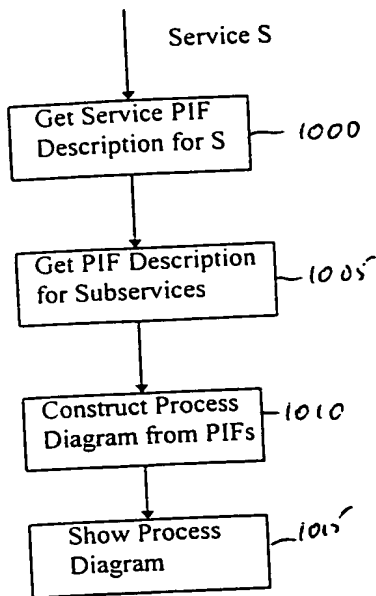 Service S
Get Service PIF
Description for S
1000
Get PIF Description
for Subservices
1005
Construct Process
Diagram from PIFs
1010
Show Process
Diagram
1015